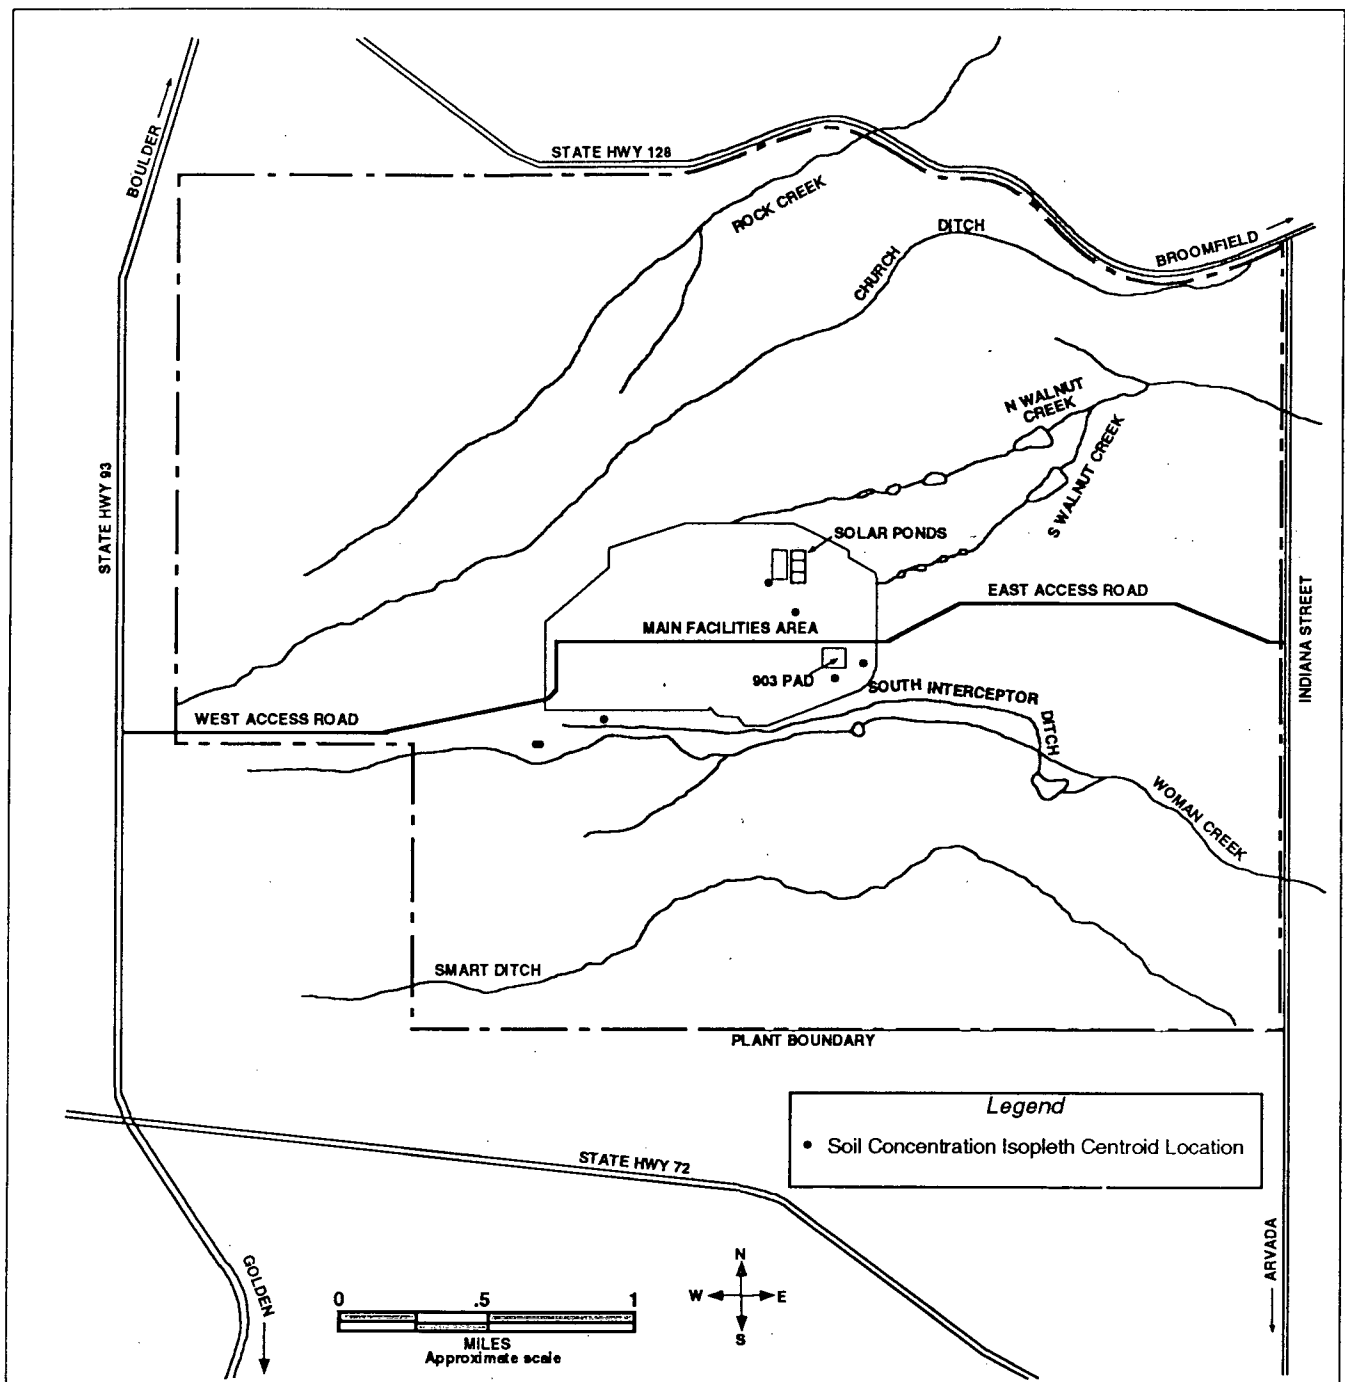 STATE HWY 128
BOULDER
ROCK CREEK
DITCH
CHURCH
BROOMFIELD
N WALNUT
CREEK
S WALNUT CREEK
STATE HWY 93
SOLAR PONDS
EAST ACCESS ROAD
MAIN FACILITIES AREA
INDIANA STREET
903 PAD
SOUTH INTERCEPTOR
DITCH
WEST ACCESS ROAD
WOMAN CREEK
SMART DITCH
PLANT BOUNDARY
Legend
• Soil Concentration Isopleth Centroid Location
STATE HWY 72
GOLDEN
ARVADA
0 .5 1
MILES
Approximate scale
N
W E
S